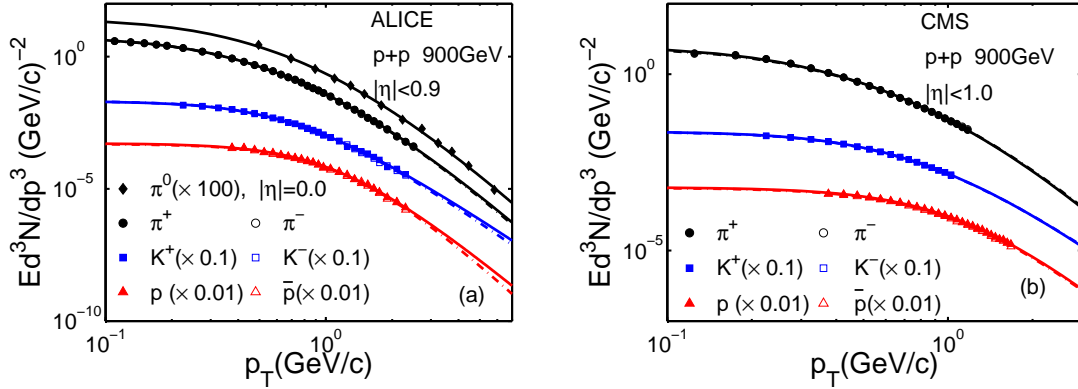 ALICE
p+p 900GeV
|η|<0.9
Ed³N/dp³ (GeV/c)⁻²
10⁰
10⁻⁵
10⁻¹⁰
π⁰(× 100), |η|=0.0
π⁺ π⁻
K⁺(× 0.1) K⁻(× 0.1)
p (× 0.01) p̄(× 0.01)
(a)
10⁻¹ 10⁰
p_T(GeV/c)
CMS
p+p 900GeV
|η|<1.0
Ed³N/dp³ (GeV/c)⁻²
10⁰
10⁻⁵
π⁺ π⁻
K⁺(× 0.1) K⁻(× 0.1)
p (× 0.01) p̄(× 0.01)
(b)
10⁻¹ 10⁰
p_T(GeV/c)